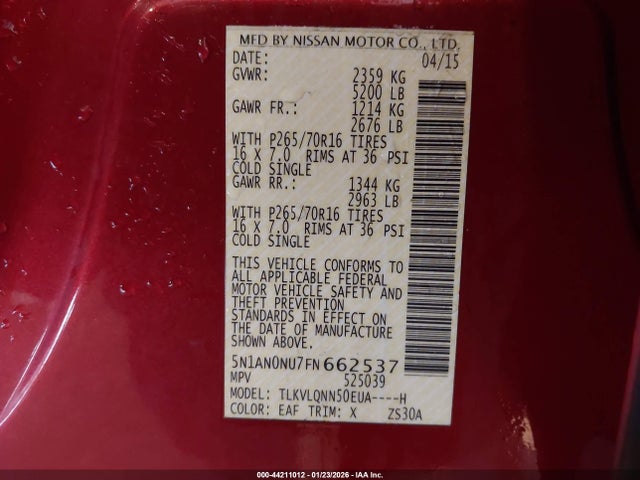 MFD BY NISSAN MOTOR CO., LTD.
DATE: 04/15
GVWR: 2359 KG
5200 LB
GAWR FR.: 1214 KG
2676 LB
WITH P265/70R16 TIRES
16 X 7.0 RIMS AT 36 PSI
COLD SINGLE
GAWR RR.: 1344 KG
2963 LB
WITH P265/70R16 TIRES
16 X 7.0 RIMS AT 36 PSI
COLD SINGLE
THIS VEHICLE CONFORMS TO
ALL APPLICABLE FEDERAL
MOTOR VEHICLE SAFETY AND
THEFT PREVENTION
STANDARDS IN EFFECT ON
THE DATE OF MANUFACTURE
SHOWN ABOVE.
5N1AN0NU7FN662537
MPV 525039
MODEL: TLKVLQNN50EUA----H
COLOR: EAF TRIM: X ZS30A
000-44211012 - 01/23/2026 - IAA Inc.